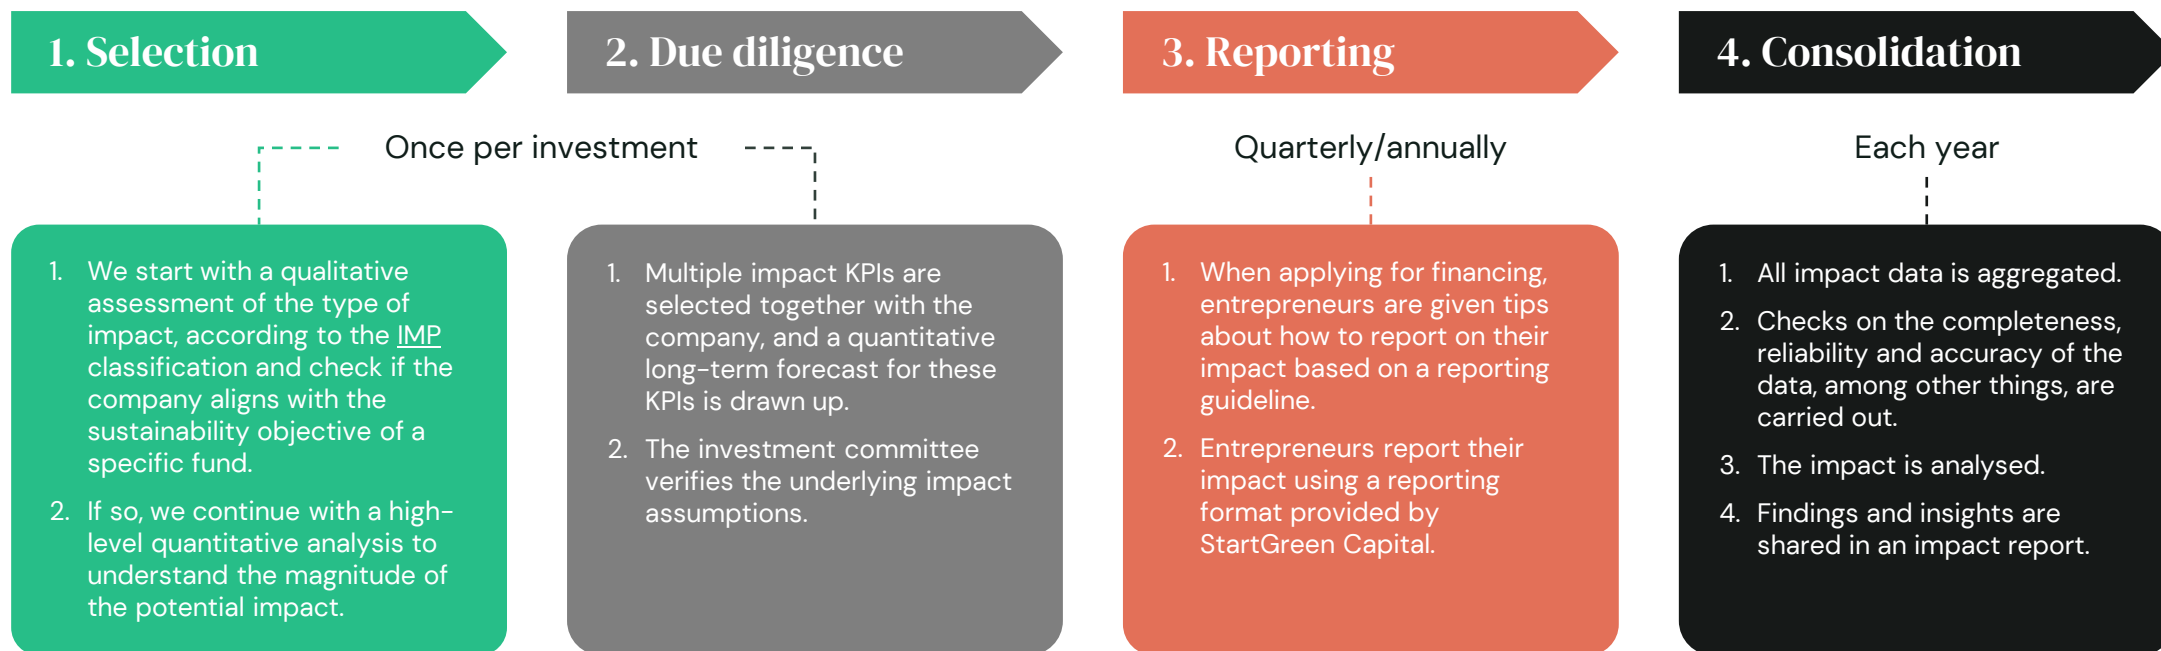 1. Selection
2. Due diligence
3. Reporting
4. Consolidation
Once per investment
Quarterly/annually
Each year
1. We start with a qualitative
assessment of the type of
impact, according to the IMP
classification and check if the
company aligns with the
sustainability objective of a
specific fund.
2. If so, we continue with a high-
level quantitative analysis to
understand the magnitude of
the potential impact.
1. Multiple impact KPIs are
selected together with the
company, and a quantitative
long-term forecast for these
KPIs is drawn up.
2. The investment committee
verifies the underlying impact
assumptions.
1. When applying for financing,
entrepreneurs are given tips
about how to report on their
impact based on a reporting
guideline.
2. Entrepreneurs report their
impact using a reporting
format provided by
StartGreen Capital.
1. All impact data is aggregated.
2. Checks on the completeness,
reliability and accuracy of the
data, among other things, are
carried out.
3. The impact is analysed.
4. Findings and insights are
shared in an impact report.